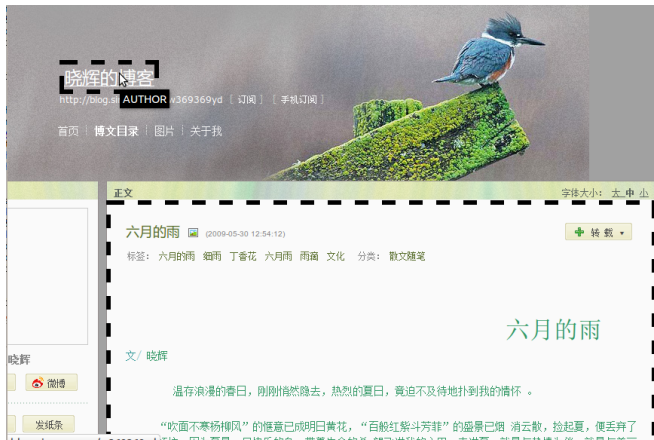 晓辉的博客
AUTHOR
http://blog.si w369369yd [ 订阅 ] [ 手机订阅 ]
首页 博文目录 图片 关于我
正文 字体大小: 大 中 小
六月的雨 (2009-05-30 12:54:12)
转载
标签: 六月的雨 细雨 丁香花 六月雨 雨滴 文化 分类: 散文随笔
六月的雨
晓辉
文/ 晓辉
微博
温存浪漫的春日，刚刚悄然隐去，热烈的夏日，竟迫不及待地扑到我的情怀 。
发纸条
“吹面不寒杨柳风”的惬意已成明日黄花，“百般红紫斗芳菲”的盛景已烟 消云散，捡起夏，便丢弃了